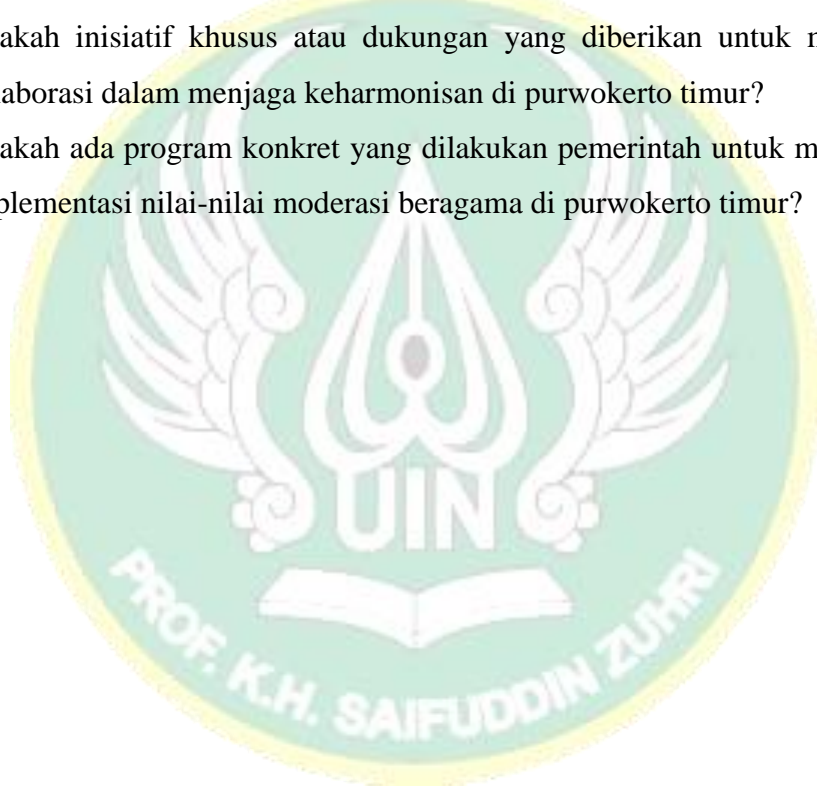 akah inisiatif khusus atau dukungan yang diberikan untuk m
laborasi dalam menjaga keharmonisan di purwokerto timur?
akah ada program konkret yang dilakukan pemerintah untuk m
plementasi nilai-nilai moderasi beragama di purwokerto timur?
UIN
PROF. K.H. SAIFUDDIN ZUHRI